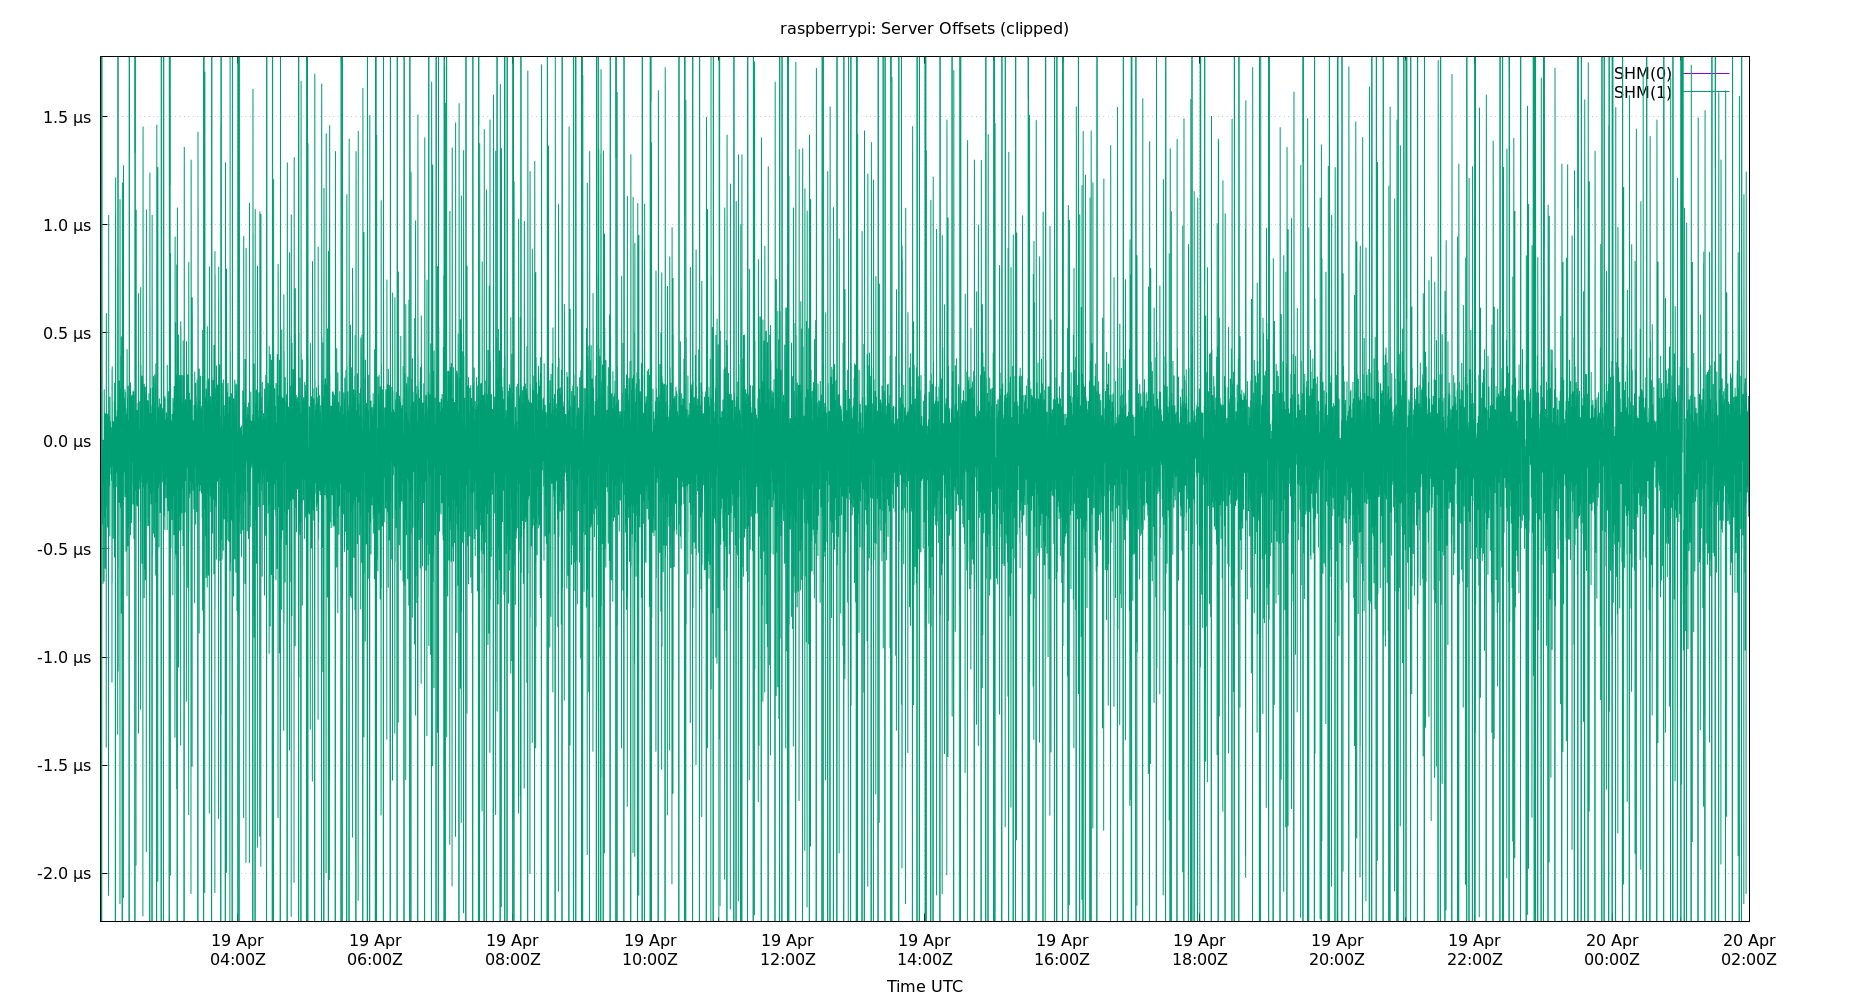 raspberrypi: Server Offsets (clipped)
SHM(0)
SHM(1)
1.5 µs
1.0 µs
0.5 µs
0.0 µs
-0.5 µs
-1.0 µs
-1.5 µs
-2.0 µs
19 Apr 19 Apr 19 Apr 19 Apr 19 Apr 19 Apr 19 Apr 19 Apr 19 Apr 19 Apr 20 Apr 20 Apr
04:00Z 06:00Z 08:00Z 10:00Z 12:00Z 14:00Z 16:00Z 18:00Z 20:00Z 22:00Z 00:00Z 02:00Z
Time UTC